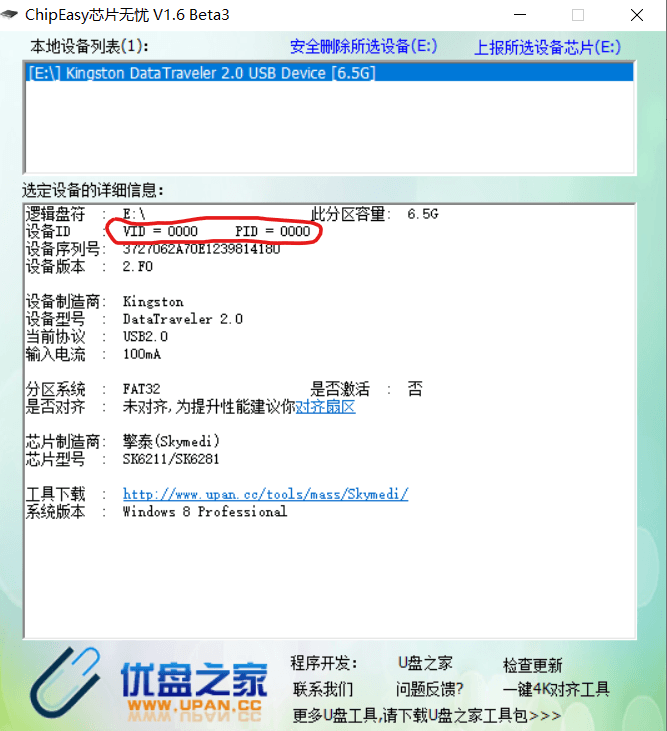 ChipEasy芯片无忧 V1.6 Beta3
本地设备列表(1): 安全删除所选设备(E:) 上报所选设备芯片(E:)
[E:\] Kingston DataTraveler 2.0 USB Device [6.5G]
选定设备的详细信息:
逻辑盘符 : E:\ 此分区容量: 6.5G
设备ID : VID = 0000 PID = 0000
设备序列号: 3727062A70E1239814180
设备版本 : 2.F0
设备制造商: Kingston
设备型号 : DataTraveler 2.0
当前协议 : USB2.0
输入电流 : 100mA
分区系统 : FAT32 是否激活 : 否
是否对齐 : 未对齐,为提升性能建议你对齐扇区
芯片制造商: 擎泰(Skymedi)
芯片型号 : SK6211/SK6281
工具下载 : http://www.upan.cc/tools/mass/Skymedi/
系统版本 : Windows 8 Professional
优盘之家
WWW.UPAN.CC
程序开发: U盘之家 检查更新
联系我们 问题反馈? 一键4K对齐工具
更多U盘工具,请下载U盘之家工具包>>>